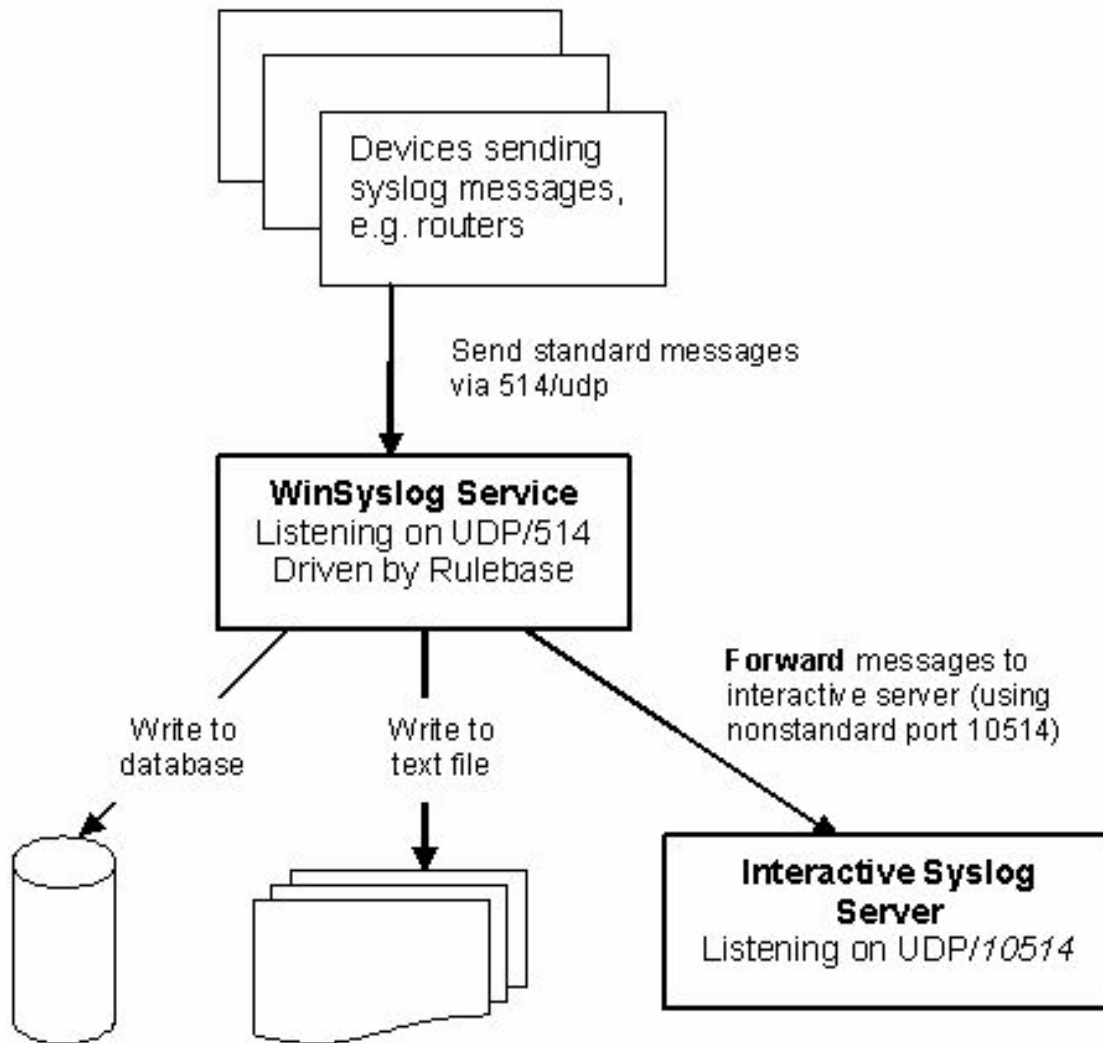 Devices sending
syslog messages,
e.g. routers
Send standard messages
via 514/udp
WinSyslog Service
Listening on UDP/514
Driven by Rulebase
Forward messages to
interactive server (using
nonstandard port 10514)
Write to
database
Write to
text file
Interactive Syslog
Server
Listening on UDP/10514